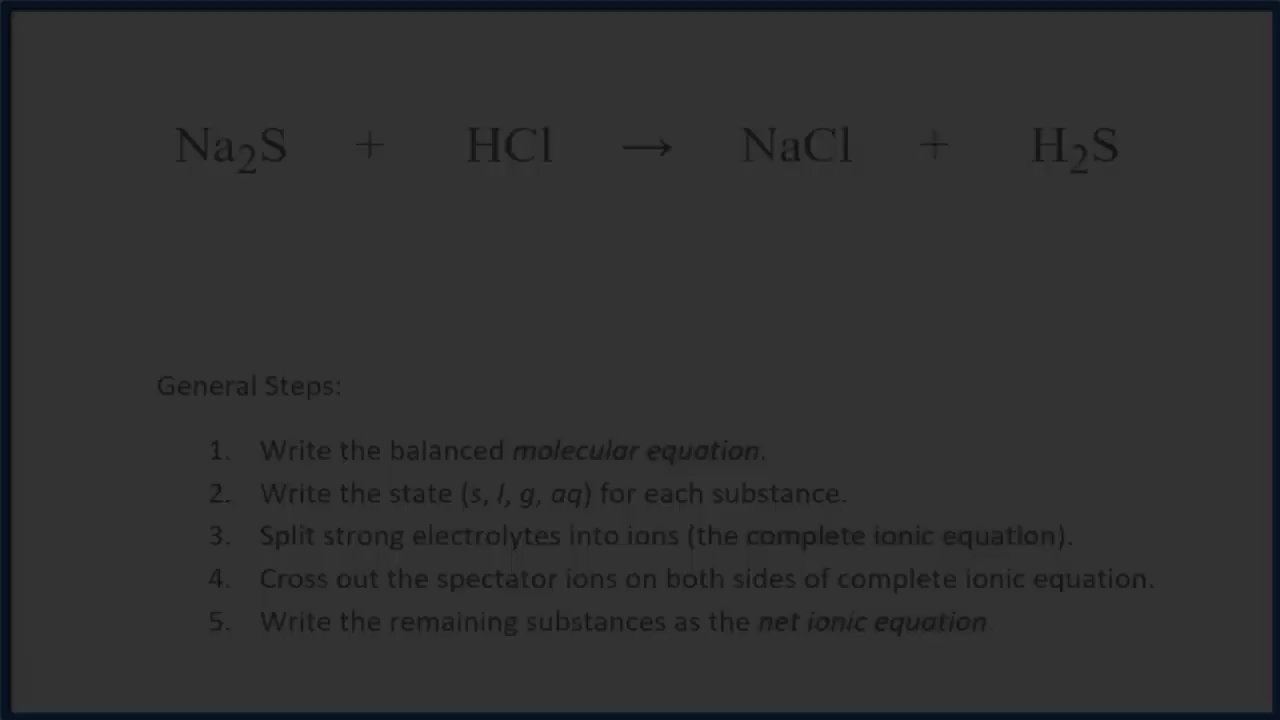 Na₂S + HCl → NaCl + H₂S
General Steps:
1. Write the balanced molecular equation.
2. Write the state (s, l, g, aq) for each substance.
3. Split strong electrolytes into ions (the complete ionic equation).
4. Cross out the spectator ions on both sides of complete ionic equation.
5. Write the remaining substances as the net ionic equation